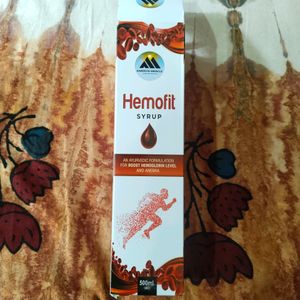 Hemofit
SYRUP
AN AYURVEDIC FORMULATION
FOR BOOST HEMOGLOBIN LEVEL
AND ANEMIA
500ml